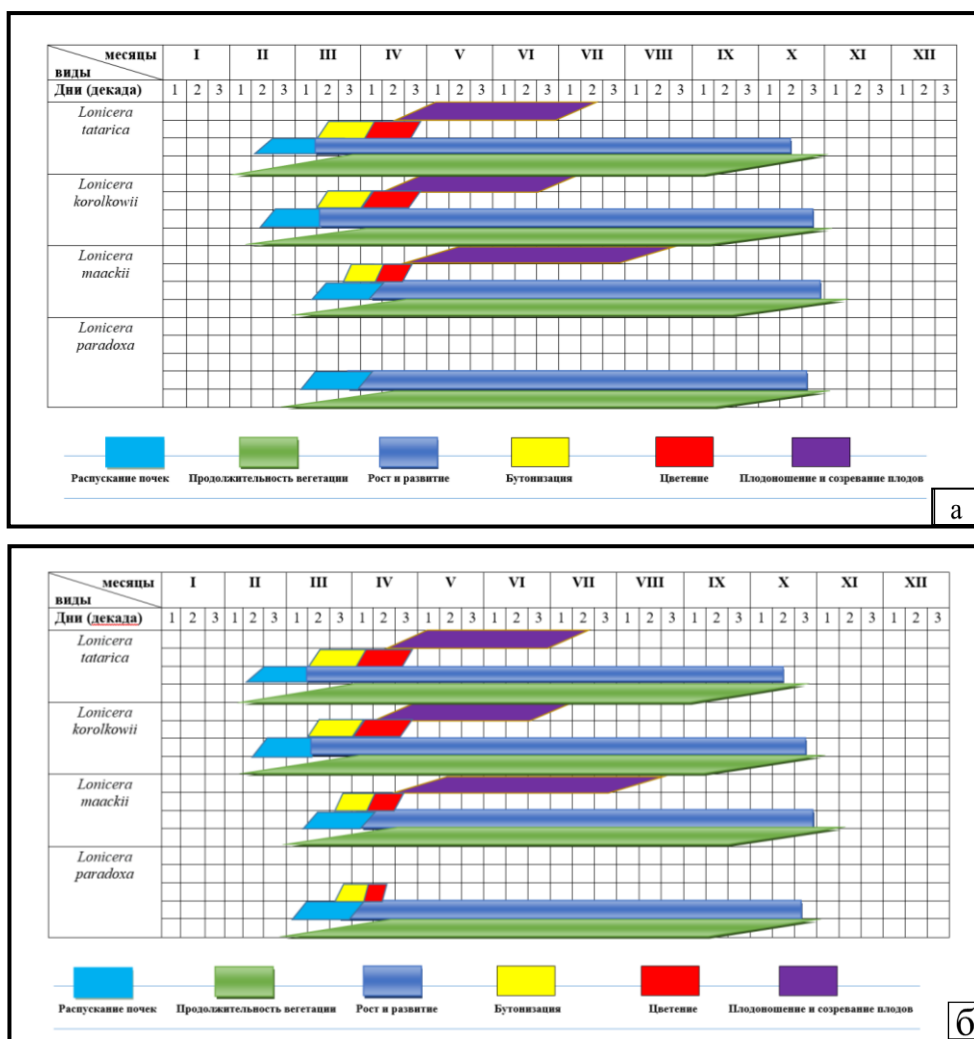 месяцы I II III IV V VI VII VIII IX X XI XII
виды
Дни (декада) 1 2 3 1 2 3 1 2 3 1 2 3 1 2 3 1 2 3 1 2 3 1 2 3 1 2 3 1 2 3 1 2 3 1 2 3
Lonicera
tatarica
Lonicera
korolkowii
Lonicera
maackii
Lonicera
paradoxa
Распускание почек Продолжительность вегетации Рост и развитие Бутонизация Цветение Плодоношение и созревание плодов
а
месяцы I II III IV V VI VII VIII IX X XI XII
виды
Дни (декада) 1 2 3 1 2 3 1 2 3 1 2 3 1 2 3 1 2 3 1 2 3 1 2 3 1 2 3 1 2 3 1 2 3 1 2 3
Lonicera
tatarica
Lonicera
korolkowii
Lonicera
maackii
Lonicera
paradoxa
Распускание почек Продолжительность вегетации Рост и развитие Бутонизация Цветение Плодоношение и созревание плодов
б